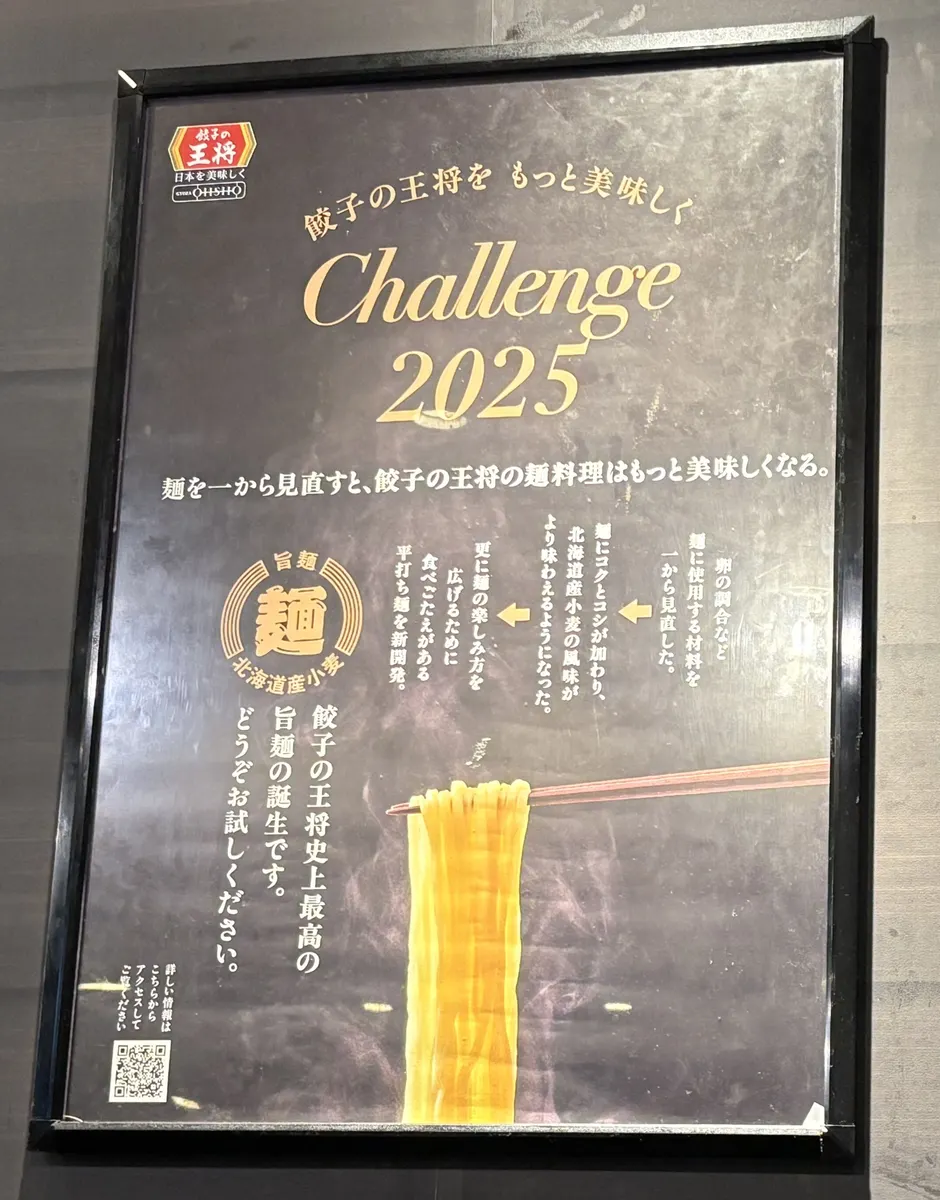 餃子の
王将
日本を美味しく
GYOZA OHSHO
餃子の王将を もっと美味しく
Challenge
2025
麺を一から見直すと、餃子の王将の麺料理はもっと美味しくなる。
卵の調合など
麺に使用する材料を
一から見直した。
麺にコクとコシが加わり、
北海道産小麦の風味が
より味わえるようになった。
更に麺の楽しみ方を
広げるために
食べごたえがある
平打ち麺を新開発。
旨麺
麺
北海道産小麦
餃子の王将史上最高の
旨麺の誕生です。
どうぞお試しください。
詳しい情報は
こちらから
アクセスして
ご覧ください